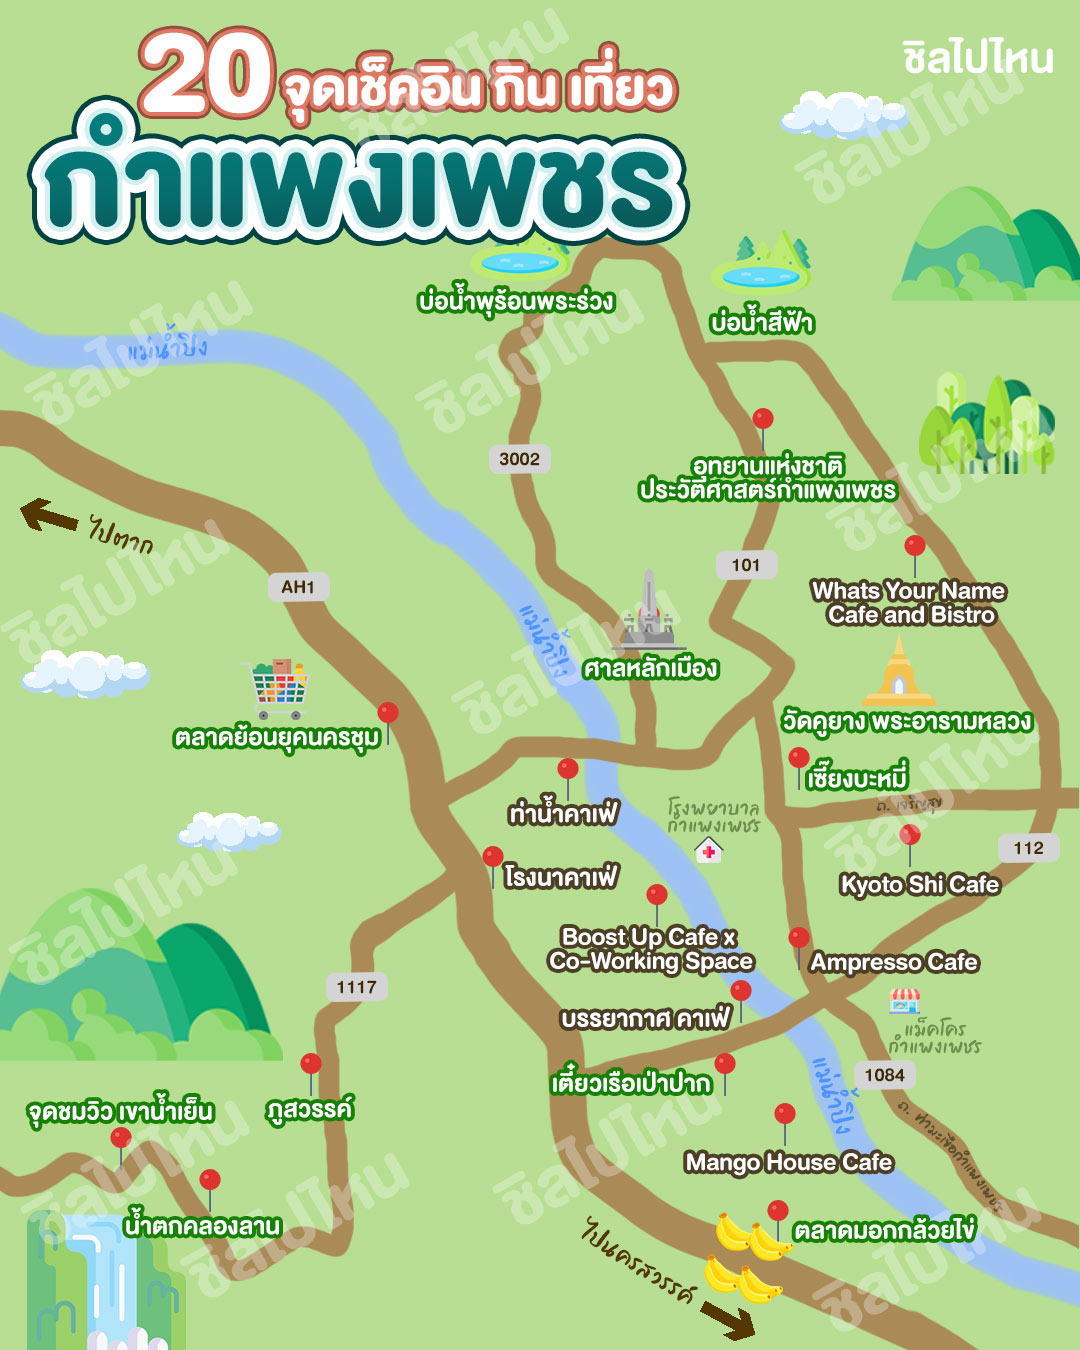 20 จุดเช็คอิน กิน เที่ยว
กำแพงเพชร
ชิลไปไหน
บ่อน้ำพุร้อนพระร่วง
บ่อน้ำสีฟ้า
แม่น้ำปิง
3002
อุทยานแห่งชาติ
ประวัติศาสตร์กำแพงเพชร
ไปตาก
AH1
101
Whats Your Name
Cafe and Bistro
แม่น้ำปิง
ศาลหลักเมือง
ตลาดย้อนยุคนครชุม
วัดคูยาง พระอารามหลวง
เซี๊ยงบะหมี่
ท่าน้ำคาเฟ่
โรงพยาบาล
กำแพงเพชร
ถ. เจริญสุข
112
โรงนาคาเฟ่
Kyoto Shi Cafe
Boost Up Cafe x
Co-Working Space
Ampresso Cafe
1117
บรรยากาศ คาเฟ่
แม็คโคร
กำแพงเพชร
เตี๋ยวเรือเป่าปาก
1084
แม่น้ำปิง
จุดชมวิว เขาน้ำเย็น
ภูสวรรค์
ถ. ท่ามะเขือกำแพงเพชร
Mango House Cafe
น้ำตกคลองลาน
ตลาดมอกกล้วยไข่
ไปนครสวรรค์